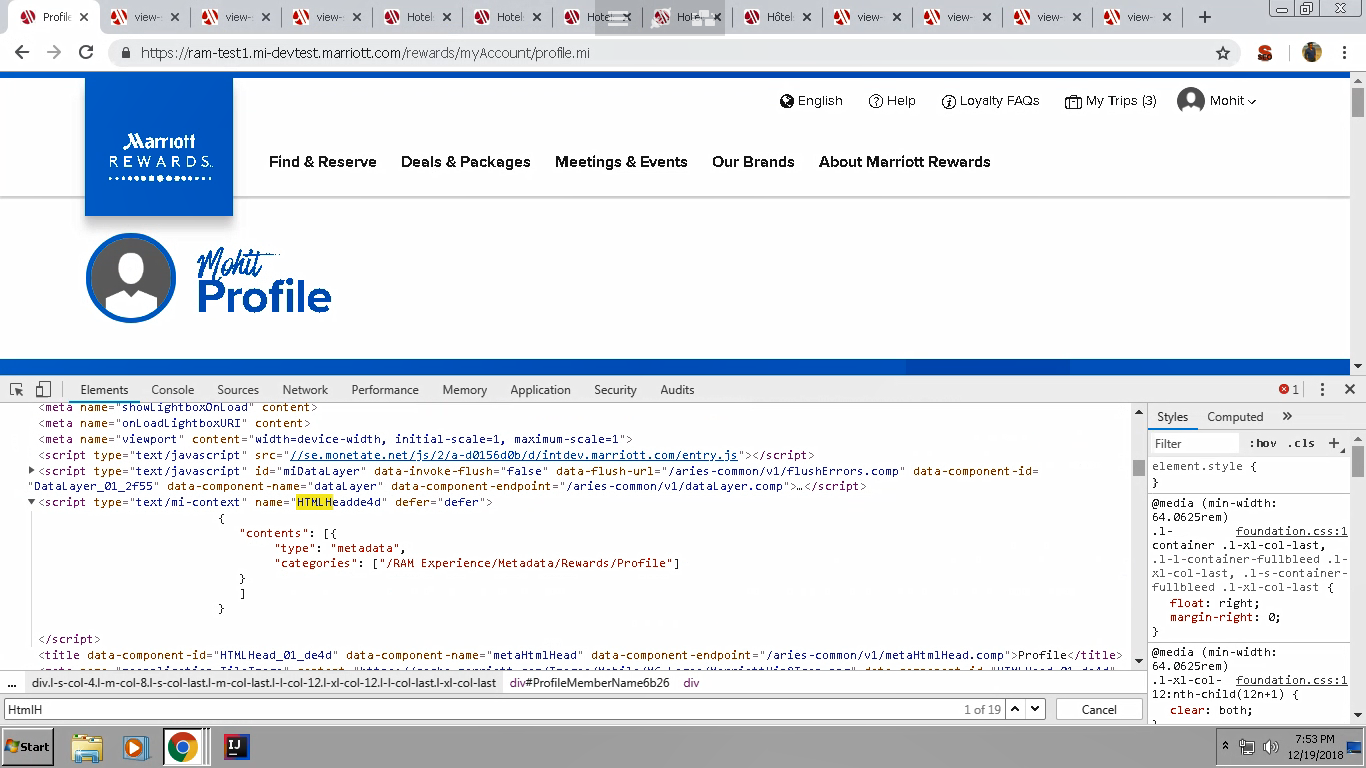 Profile
view-s
view-s
view-s
Hotel
Hotel
Hotel
Hotel
Hôtels
view-
view-
view-
view-
https://ram-test1.mi-devtest.marriott.com/rewards/myAccount/profile.mi
English
Help
Loyalty FAQs
My Trips (3)
Mohit
Marriott
REWARDS.
Find & Reserve
Deals & Packages
Meetings & Events
Our Brands
About Marriott Rewards
Mohit
Profile
Elements
Console
Sources
Network
Performance
Memory
Application
Security
Audits
1
<meta name="showLightboxOnLoad" content>
<meta name="onLoadLightboxURI" content>
<meta name="viewport" content="width=device-width, initial-scale=1, maximum-scale=1">
<script type="text/javascript" src="//se.monetate.net/js/2/a-d0156d0b/d/intdev.marriott.com/entry.js"></script>
<script type="text/javascript" id="miDataLayer" data-invoke-flush="false" data-flush-url="/aries-common/v1/flushErrors.comp" data-component-id=
"DataLayer_01_2f55" data-component-name="dataLayer" data-component-endpoint="/aries-common/v1/dataLayer.comp">…</script>
<script type="text/mi-context" name="HTMLHeadde4d" defer="defer">
{
"contents": [{
"type": "metadata",
"categories": ["/RAM Experience/Metadata/Rewards/Profile"]
}
]
}
</script>
<title data-component-id="HTMLHead_01_de4d" data-component-name="metaHtmlHead" data-component-endpoint="/aries-common/v1/metaHtmlHead.comp">Profile</title>
... div.l-s-col-4.l-m-col-8.l-s-col-last.l-m-col-last.l-l-col-12.l-xl-col-12.l-l-col-last.l-xl-col-last div#ProfileMemberName6b26 div
HtmlH
1 of 19
Cancel
Styles
Computed
»
Filter
:hov .cls +
element.style {
}
@media (min-width:
64.0625rem)
.l- foundation.css:1
container .l-xl-col-last,
.l-l-container-fullbleed .l-
xl-col-last, .l-s-container-
fullbleed .l-xl-col-last {
float: right;
margin-right: 0;
}
@media (min-width:
64.0625rem)
.l-xl-col- foundation.css:1
12:nth-child(12n+1) {
clear: both;
Start
IJ
7:53 PM
12/19/2018